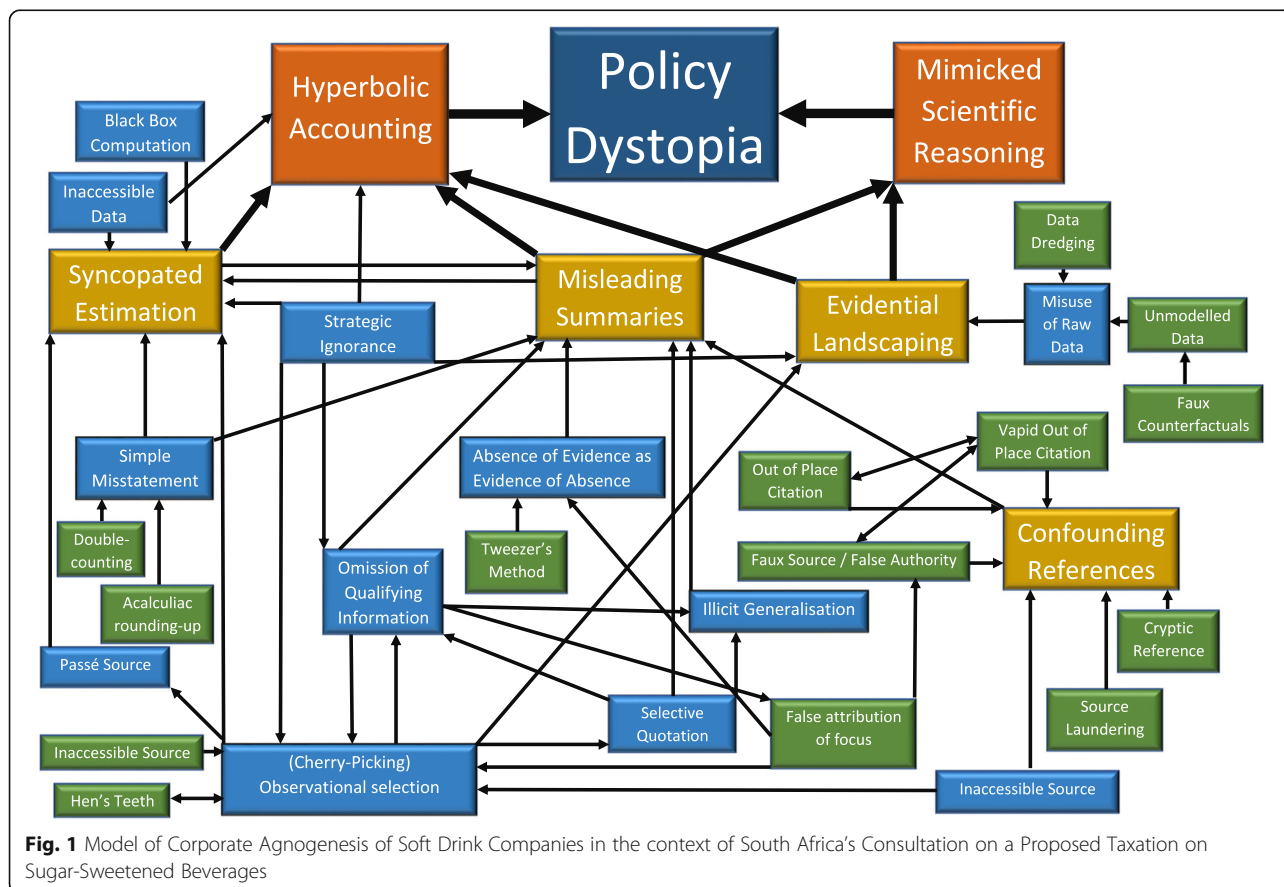 Policy
Dystopia
Hyperbolic
Accounting
Mimicked
Scientific
Reasoning
Black Box
Computation
Inaccessible
Data
Data
Dredging
Syncopated
Estimation
Misleading
Summaries
Evidential
Landscaping
Misuse
of Raw
Data
Unmodelled
Data
Strategic
Ignorance
Faux
Counterfactuals
Simple
Misstatement
Absence of Evidence as
Evidence of Absence
Vapid Out of
Place Citation
Out of Place
Citation
Double-
counting
Tweezer's
Method
Faux Source / False Authority
Confounding
References
Omission of
Qualifying
Information
Acalculiac
rounding-up
Illicit Generalisation
Cryptic
Reference
Passé Source
Selective
Quotation
False attribution
of focus
Source
Laundering
Inaccessible Source
(Cherry-Picking)
Observational selection
Inaccessible Source
Hen's Teeth
Fig. 1 Model of Corporate Agnogenesis of Soft Drink Companies in the context of South Africa's Consultation on a Proposed Taxation on
Sugar-Sweetened Beverages